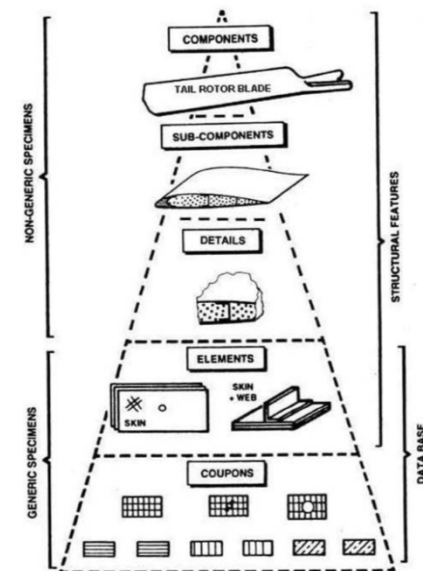 COMPONENTS
TAIL ROTOR BLADE
SUB-COMPONENTS
DETAILS
ELEMENTS
SKIN
SKIN
+ WEB
COUPONS
NON-GENERIC SPECIMENS
GENERIC SPECIMENS
STRUCTURAL FEATURES
DATA BASE